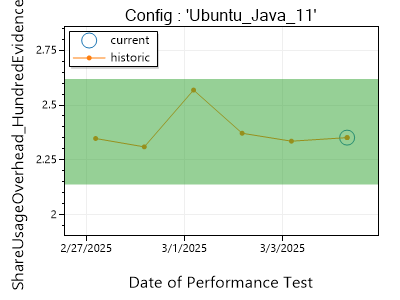 Config : 'Ubuntu_Java_11'
current
historic
ShareUsageOverhead_HundredEvidence
2.75
2.5
2.25
2
2/27/2025
3/1/2025
3/3/2025
Date of Performance Test